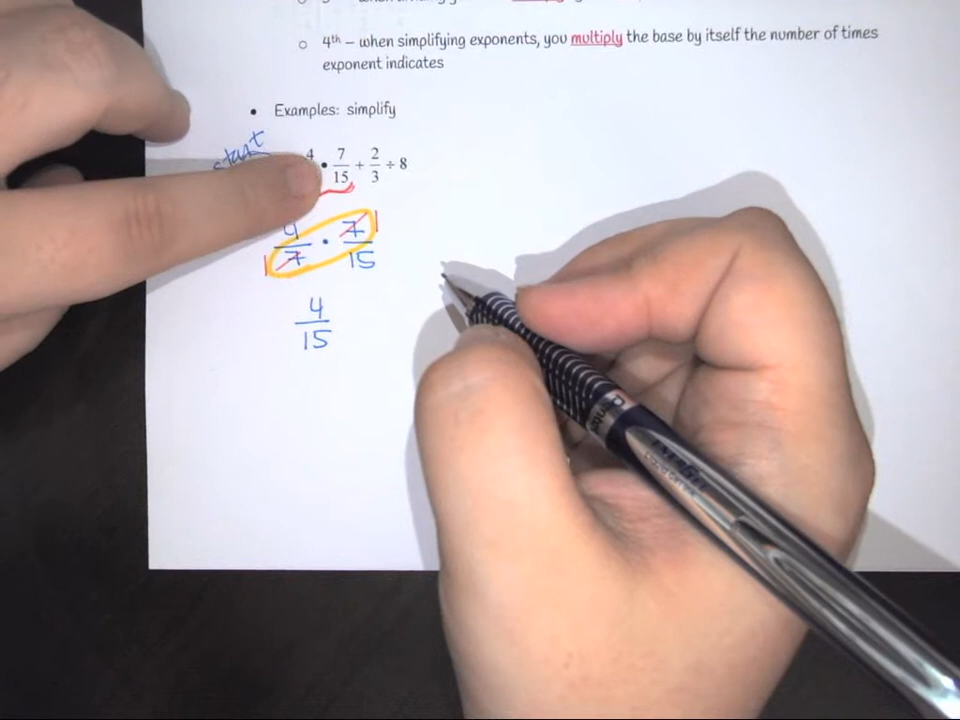 4th – when simplifying exponents, you multiply the base by itself the number of times
exponent indicates
Examples: simplify
start
4 • 7/15 + 2/3 ÷ 8
4/7 • 7/15
1 1
4/15